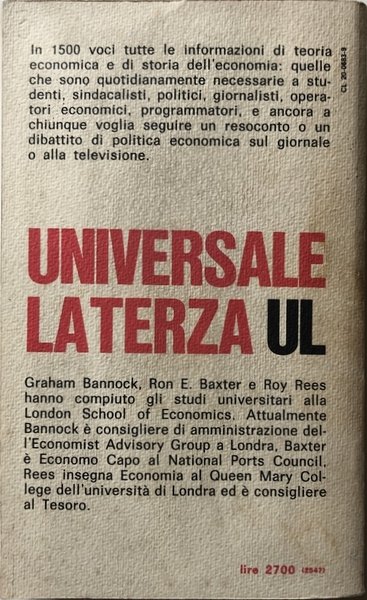 In 1500 voci tutte le informazioni di teoria
economica e di storia dell'economia: quelle
che sono quotidianamente necessarie a stu-
denti, sindacalisti, politici, giornalisti, opera-
tori economici, programmatori, e ancora a
chiunque voglia seguire un resoconto o un
dibattito di politica economica sul giornale
o alla televisione.
CL 20-0683-9
UNIVERSALE
LATERZA UL
Graham Bannock, Ron E. Baxter e Roy Rees
hanno compiuto gli studi universitari alla
London School of Economics. Attualmente
Bannock è consigliere di amministrazione del-
l'Economist Advisory Group a Londra, Baxter
è Economo Capo al National Ports Council,
Rees insegna Economia al Queen Mary Col-
lege dell'università di Londra ed è consigliere
al Tesoro.
lire 2700 (2547)